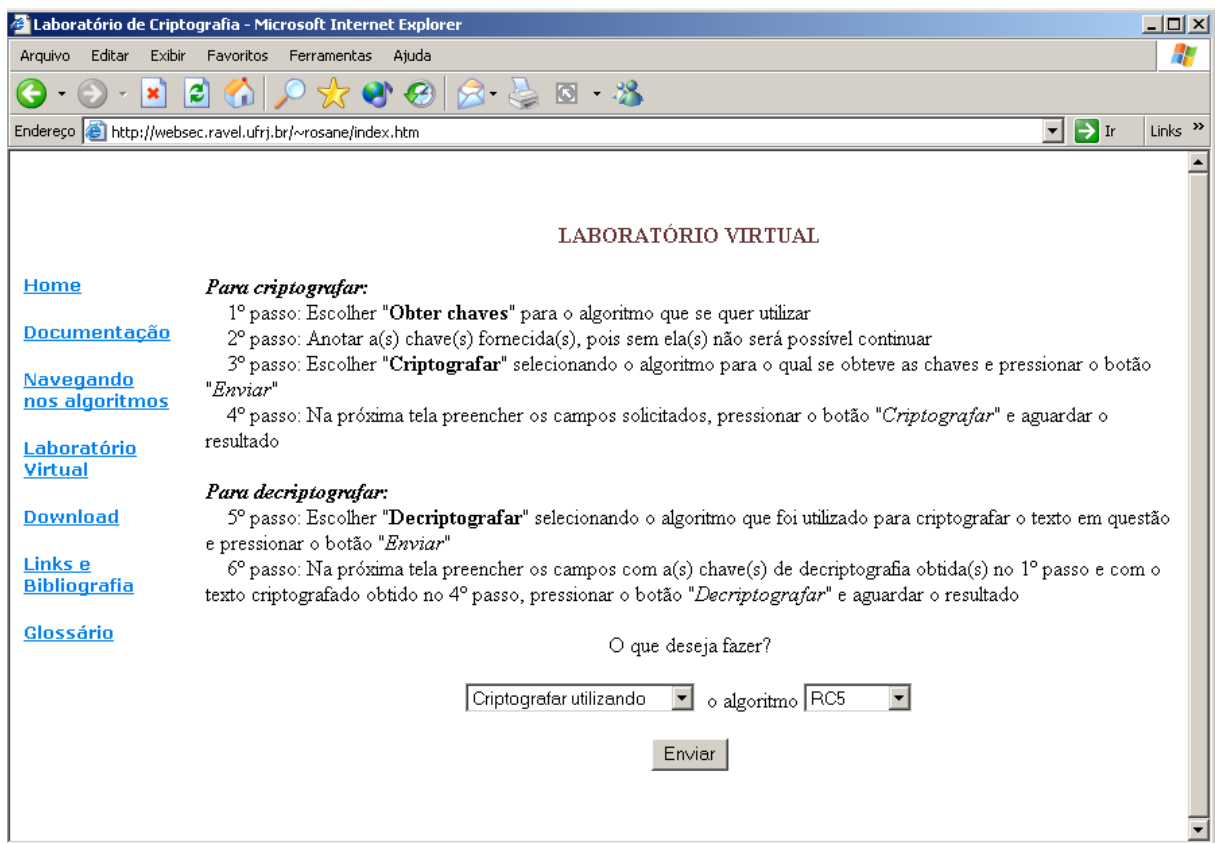 Laboratório de Criptografia - Microsoft Internet Explorer
Arquivo Editar Exibir Favoritos Ferramentas Ajuda
Endereço http://websec.ravel.ufrj.br/~rosane/index.htm Ir Links »
LABORATÓRIO VIRTUAL
Home
Documentação
Navegando
nos algoritmos
Laboratório
Virtual
Download
Links e
Bibliografia
Glossário
Para criptografar:
1º passo: Escolher "Obter chaves" para o algoritmo que se quer utilizar
2º passo: Anotar a(s) chave(s) fornecida(s), pois sem ela(s) não será possível continuar
3º passo: Escolher "Criptografar" selecionando o algoritmo para o qual se obteve as chaves e pressionar o botão
"Enviar"
4º passo: Na próxima tela preencher os campos solicitados, pressionar o botão "Criptografar" e aguardar o
resultado
Para decriptografar:
5º passo: Escolher "Decriptografar" selecionando o algoritmo que foi utilizado para criptografar o texto em questão
e pressionar o botão "Enviar"
6º passo: Na próxima tela preencher os campos com a(s) chave(s) de decriptografia obtida(s) no 1º passo e com o
texto criptografado obtido no 4º passo, pressionar o botão "Decriptografar" e aguardar o resultado
O que deseja fazer?
Criptografar utilizando o algoritmo RC5
Enviar